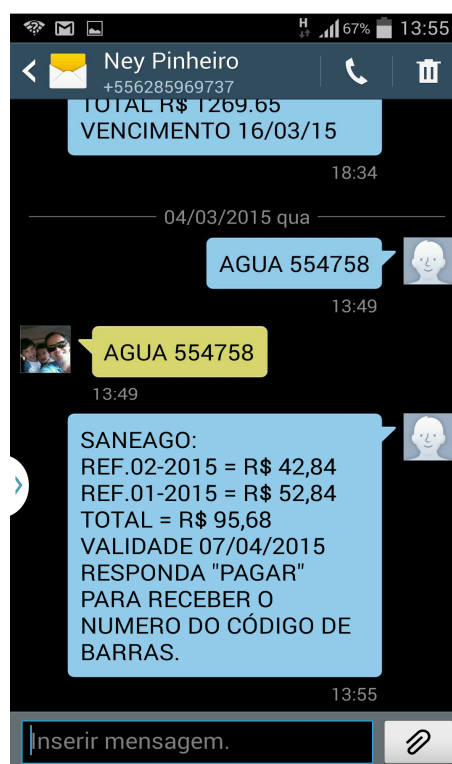 H 67% 13:55
Ney Pinheiro
+556285969737
TOTAL R$ 1269.65
VENCIMENTO 16/03/15
18:34
04/03/2015 qua
AGUA 554758
13:49
AGUA 554758
13:49
SANEAGO:
REF.02-2015 = R$ 42,84
REF.01-2015 = R$ 52,84
TOTAL = R$ 95,68
VALIDADE 07/04/2015
RESPONDA "PAGAR"
PARA RECEBER O
NUMERO DO CÓDIGO DE
BARRAS.
13:55
Inserir mensagem.